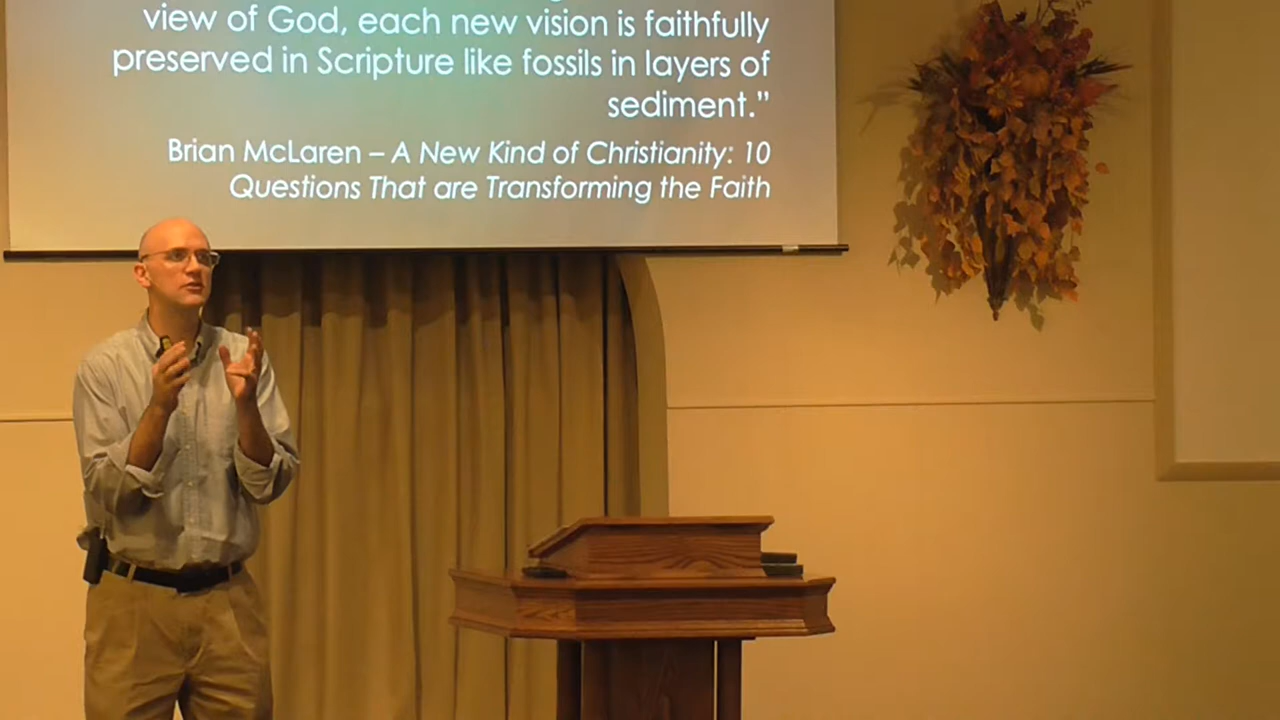 view of God, each new vision is faithfully
preserved in Scripture like fossils in layers of
sediment.”
Brian McLaren – A New Kind of Christianity: 10
Questions That are Transforming the Faith